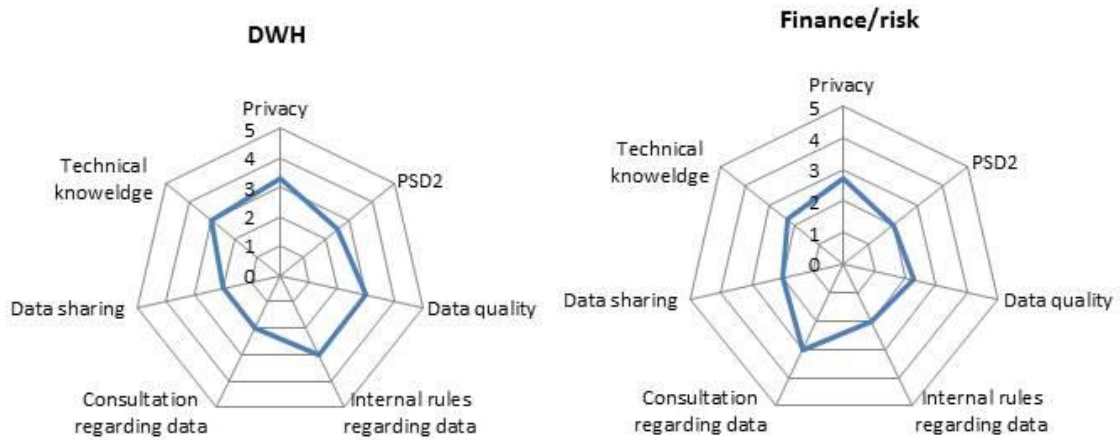 DWH
Privacy
5
4
3
2
1
0
PSD2
Data quality
Internal rules
regarding data
Consultation
regarding data
Data sharing
Technical
knoweldge
Finance/risk
Privacy
5
4
3
2
1
0
PSD2
Data quality
Internal rules
regarding data
Consultation
regarding data
Data sharing
Technical
knoweldge